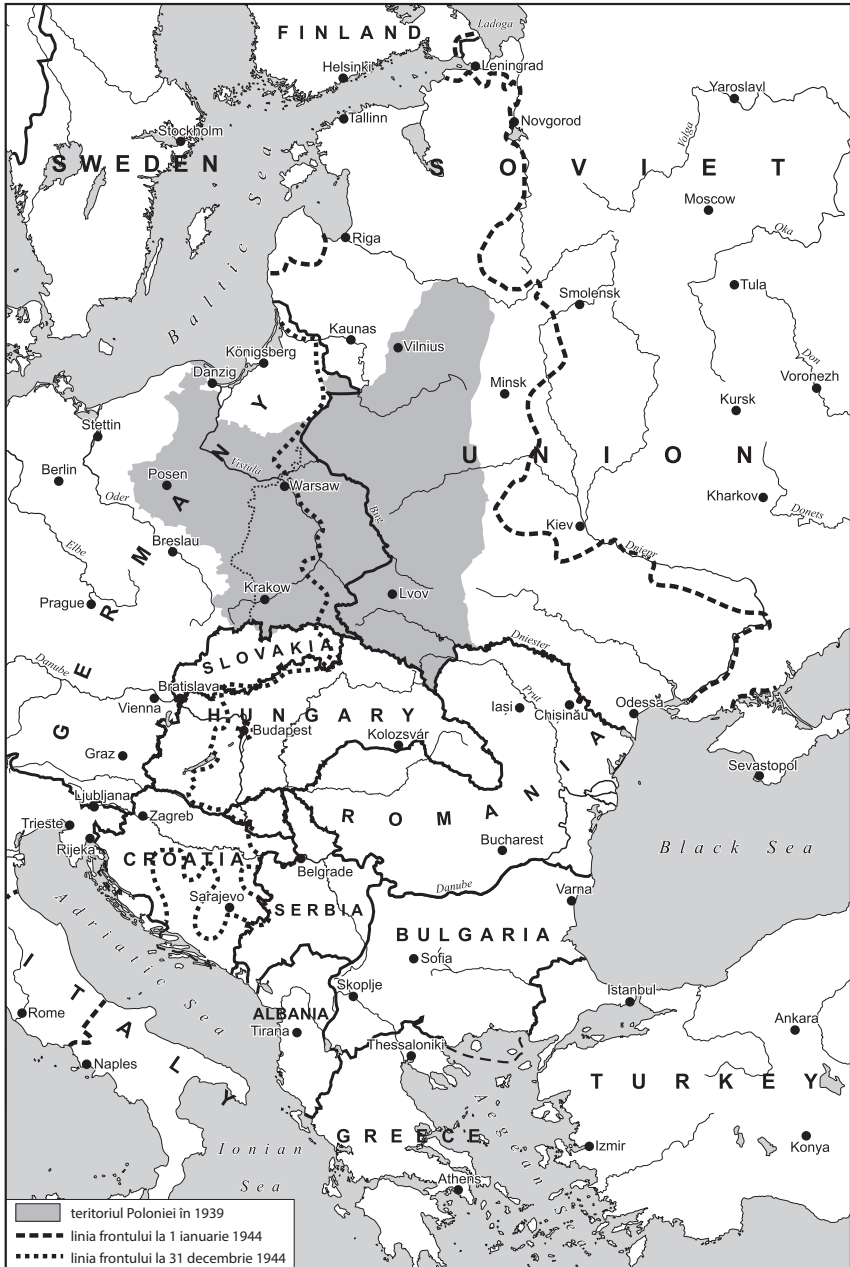 Ladoga
FINLAND
Helsinki
Leningrad
Yaroslavl
Tallinn
Novgorod
Stockholm
Volga
SWEDEN
SOVIET
Moscow
Baltic Sea
Riga
Oka
Smolensk
Tula
Kaunas
Vilnius
Königsberg
Danzig
Don
Voronezh
Minsk
Kursk
Stettin
UNION
Vistula
Berlin
Posen
Warsaw
Oder
Bug
Kharkov
Donets
Kiev
Breslau
Elbe
Dniepr
Prague
Krakow
Lvov
GERMANY
SLOVAKIA
Dniester
Danube
Bratislava
Vienna
Iași
Prut
Chișinău
Odessa
HUNGARY
Budapest
Kolozsvár
Graz
Sevastopol
Ljubljana
Trieste
Zagreb
ROMANIA
Rijeka
Bucharest
Black Sea
CROATIA
Belgrade
Danube
Varna
Sarajevo
SERBIA
Adriatic Sea
BULGARIA
Sofia
ITALY
Skoplje
Istanbul
Rome
ALBANIA
Tirana
Ankara
Thessaloniki
Naples
TURKEY
Aegean Sea
GREECE
Ionian
Sea
Izmir
Konya
Athens
teritoriul Poloniei în 1939
linia frontului la 1 ianuarie 1944
linia frontului la 31 decembrie 1944